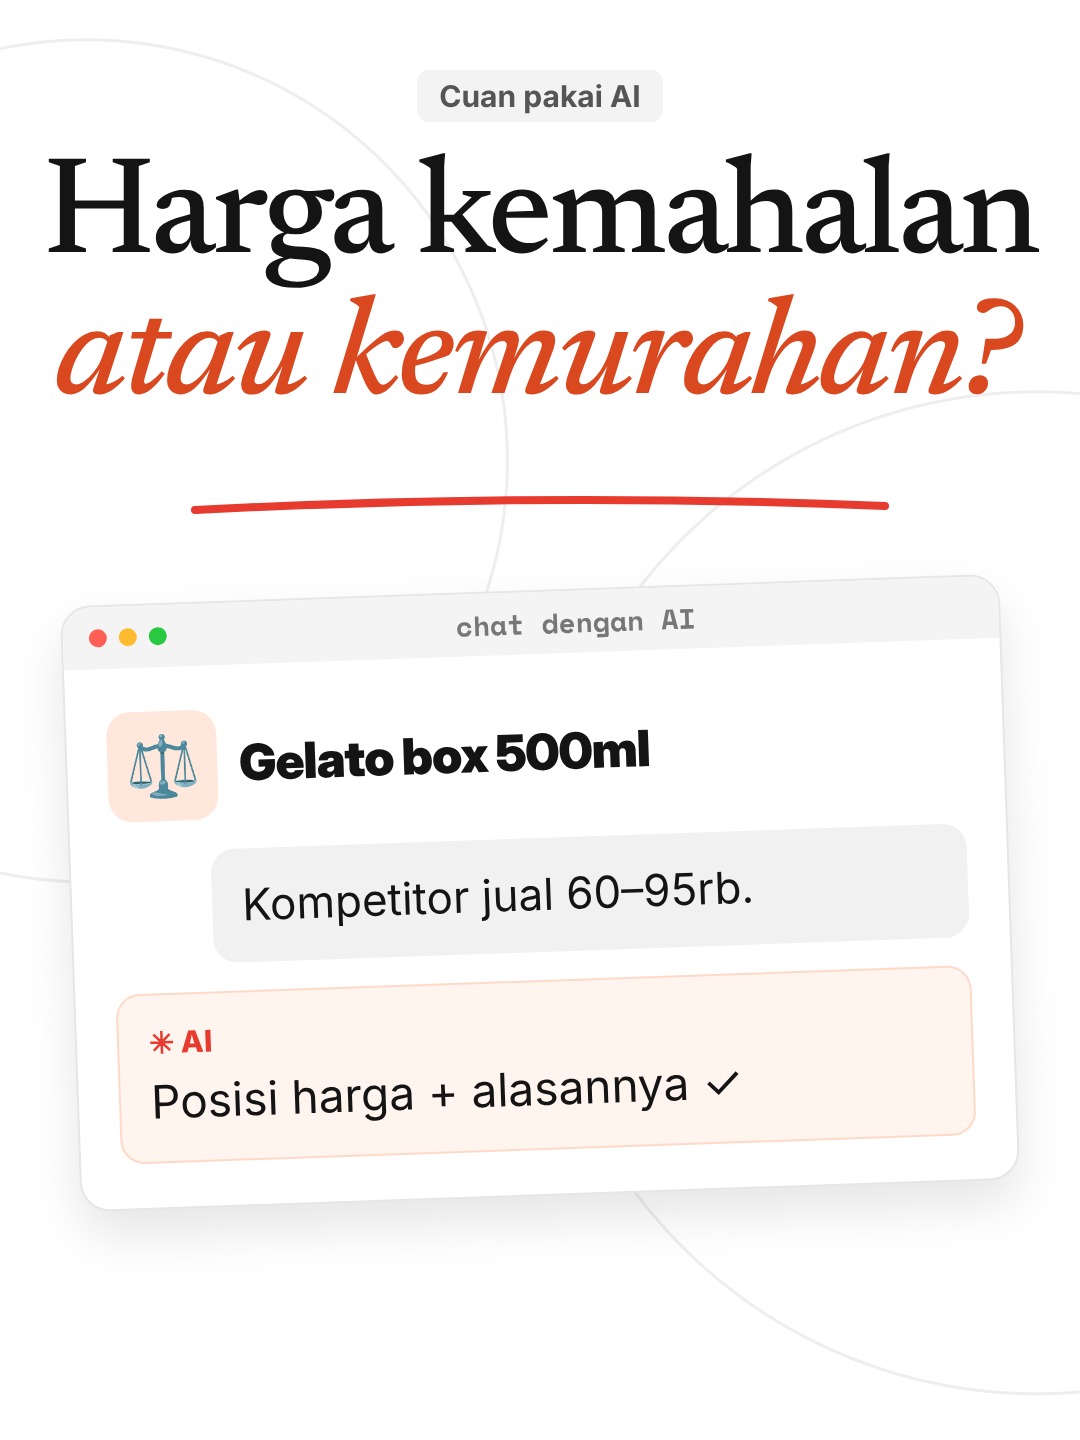 Cuan pakai AI
Harga kemahalan
atau kemurahan?
chat dengan AI
Gelato box 500ml
Kompetitor jual 60–95rb.
✳ AI
Posisi harga + alasannya ✓